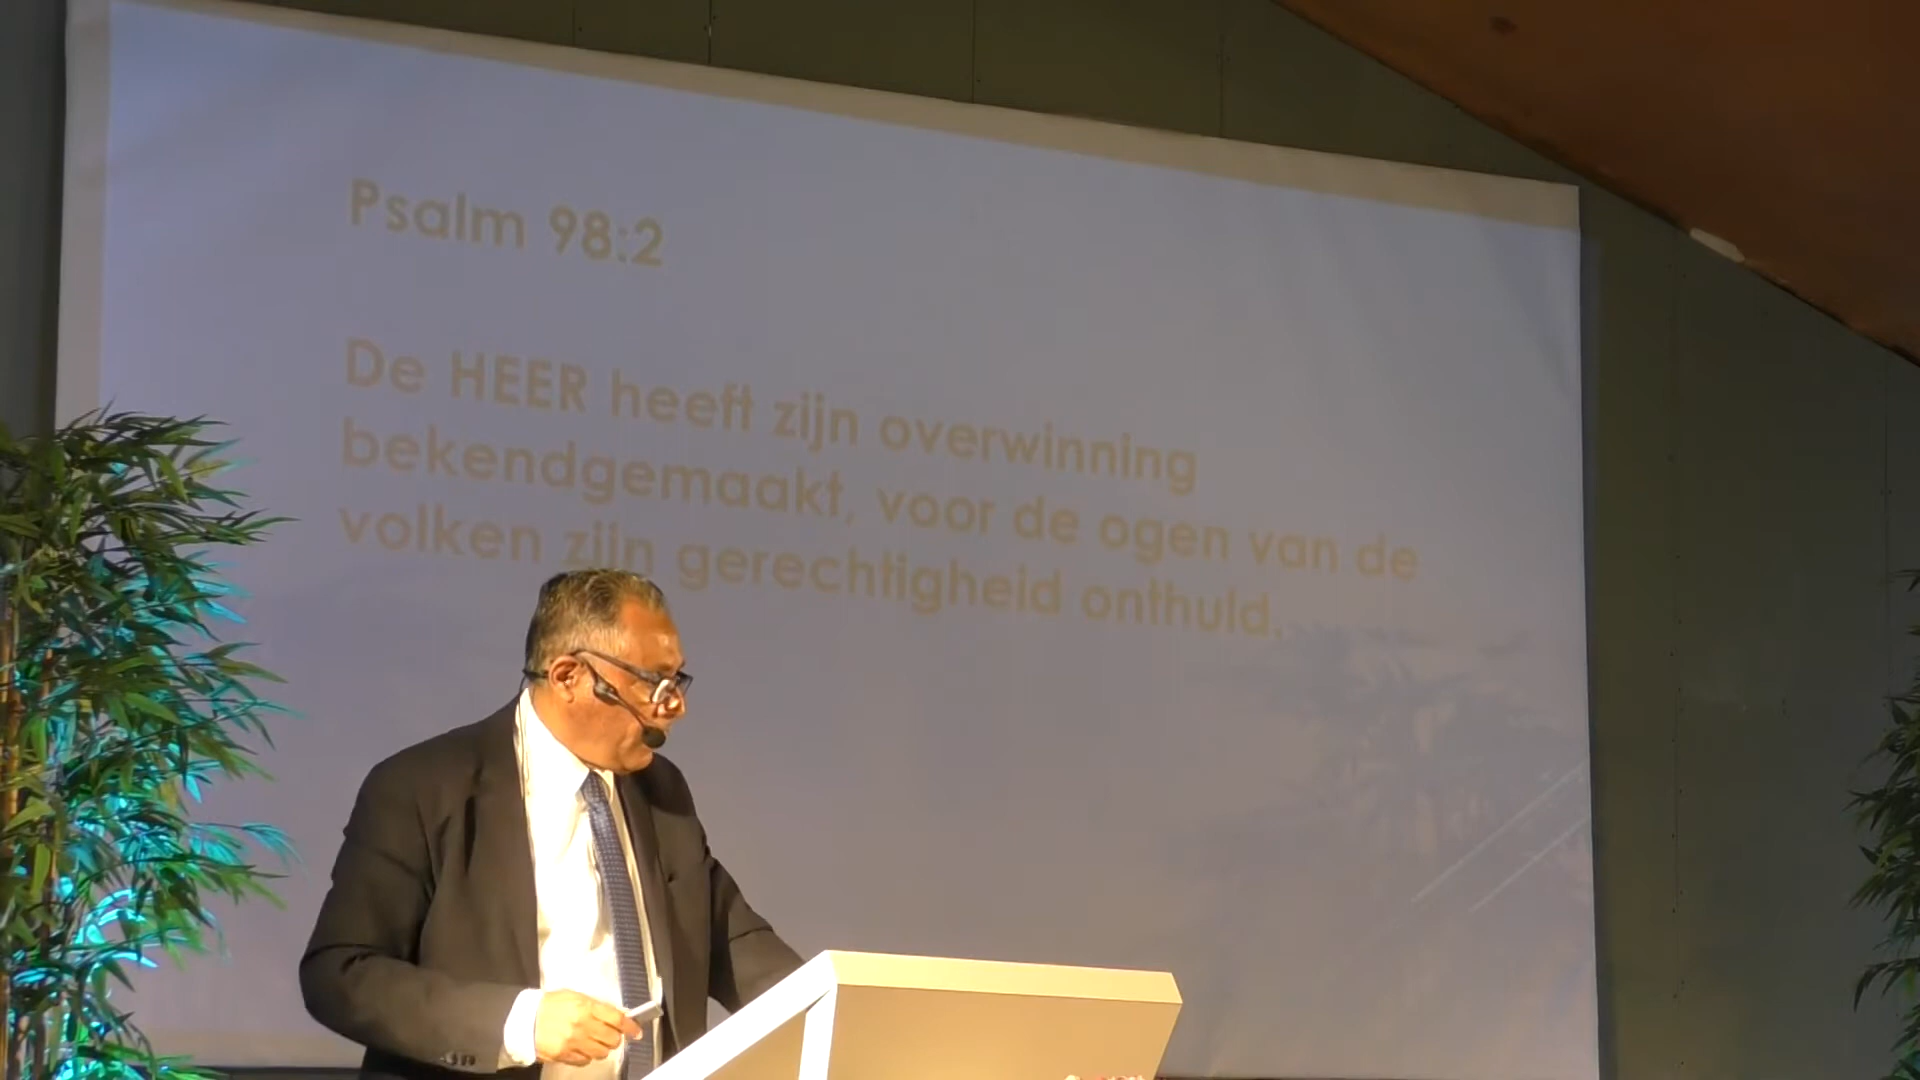 Psalm 98:2
De HEER heeft zijn overwinning
bekendgemaakt, voor de ogen van de
volken zijn gerechtigheid onthuld.